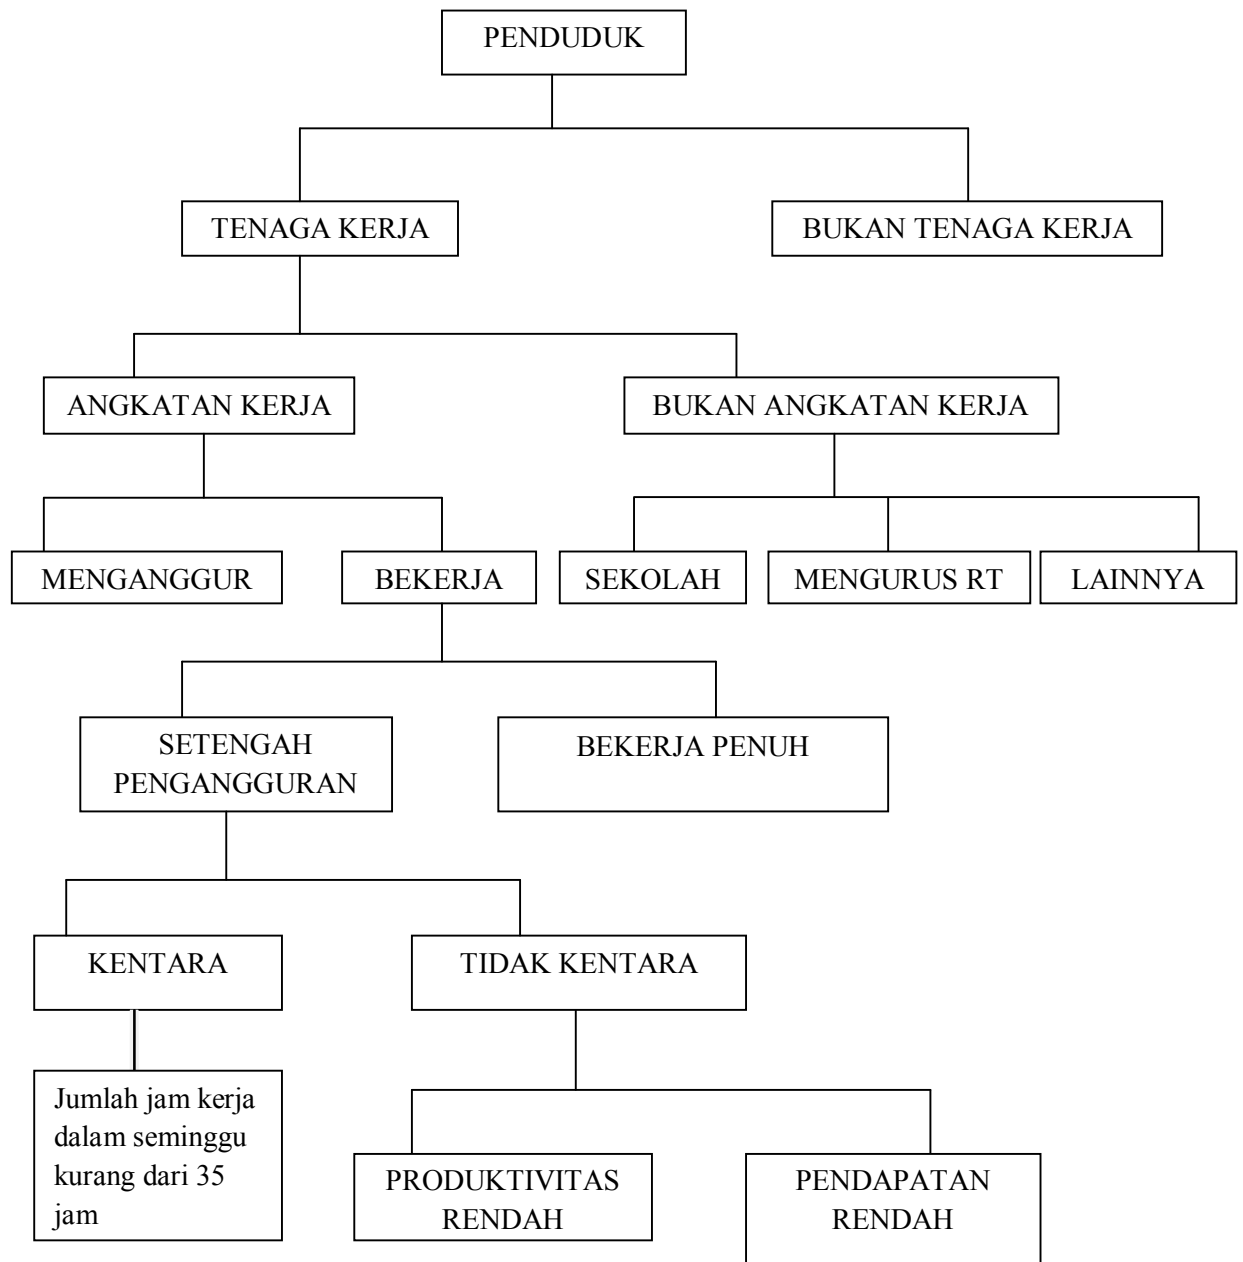 PENDUDUK
TENAGA KERJA
BUKAN TENAGA KERJA
ANGKATAN KERJA
BUKAN ANGKATAN KERJA
MENGANGGUR
BEKERJA
SEKOLAH
MENGURUS RT
LAINNYA
SETENGAH
PENGANGGURAN
BEKERJA PENUH
KENTARA
TIDAK KENTARA
Jumlah jam kerja
dalam seminggu
kurang dari 35
jam
PRODUKTIVITAS
RENDAH
PENDAPATAN
RENDAH